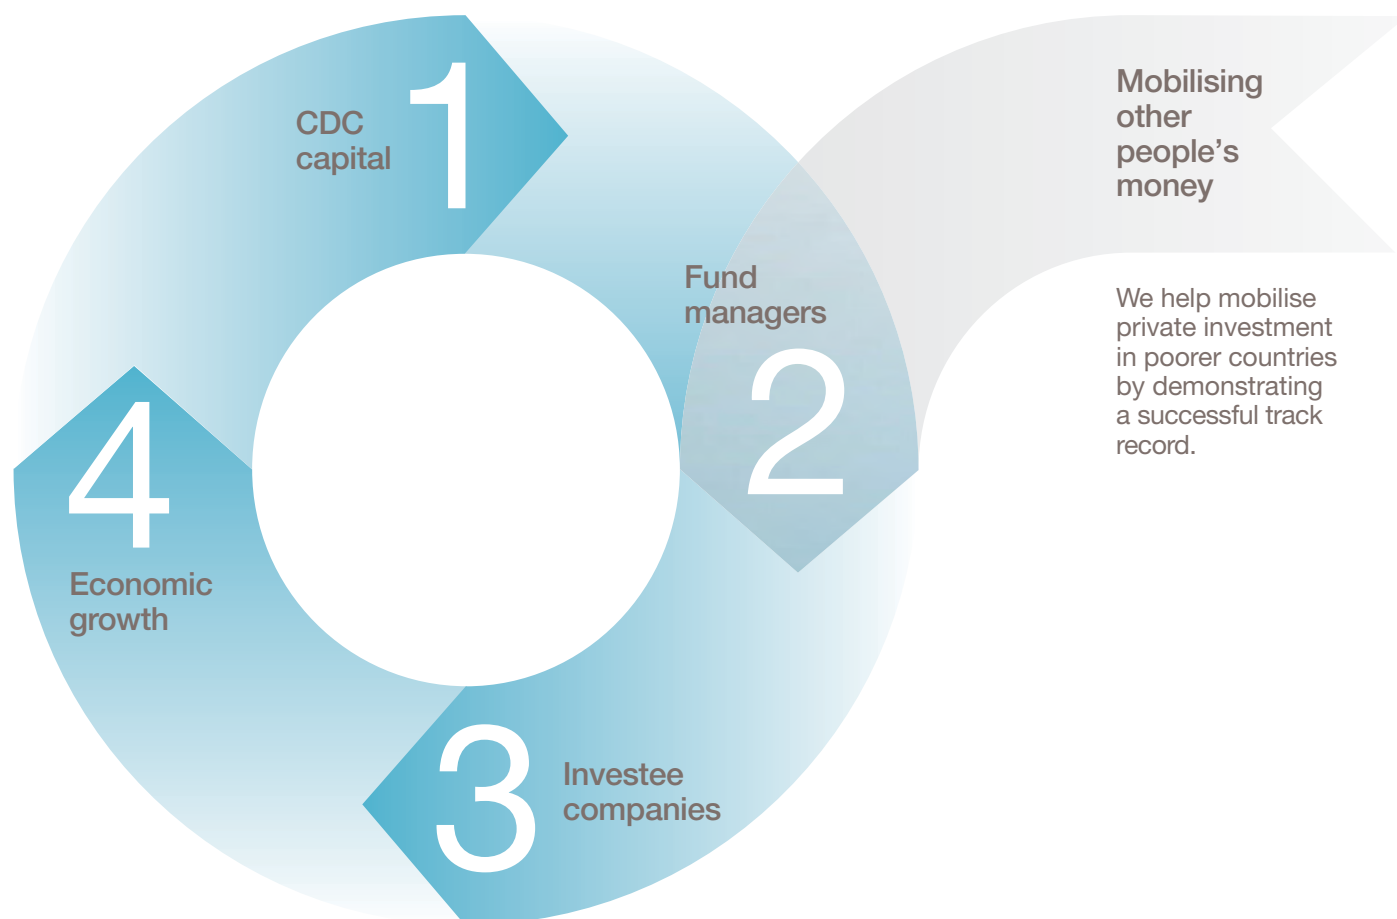 CDC
capital
1
Mobilising
other
people’s
money
Fund
managers
2
We help mobilise
private investment
in poorer countries
by demonstrating
a successful track
record.
4
Economic
growth
3
Investee
companies